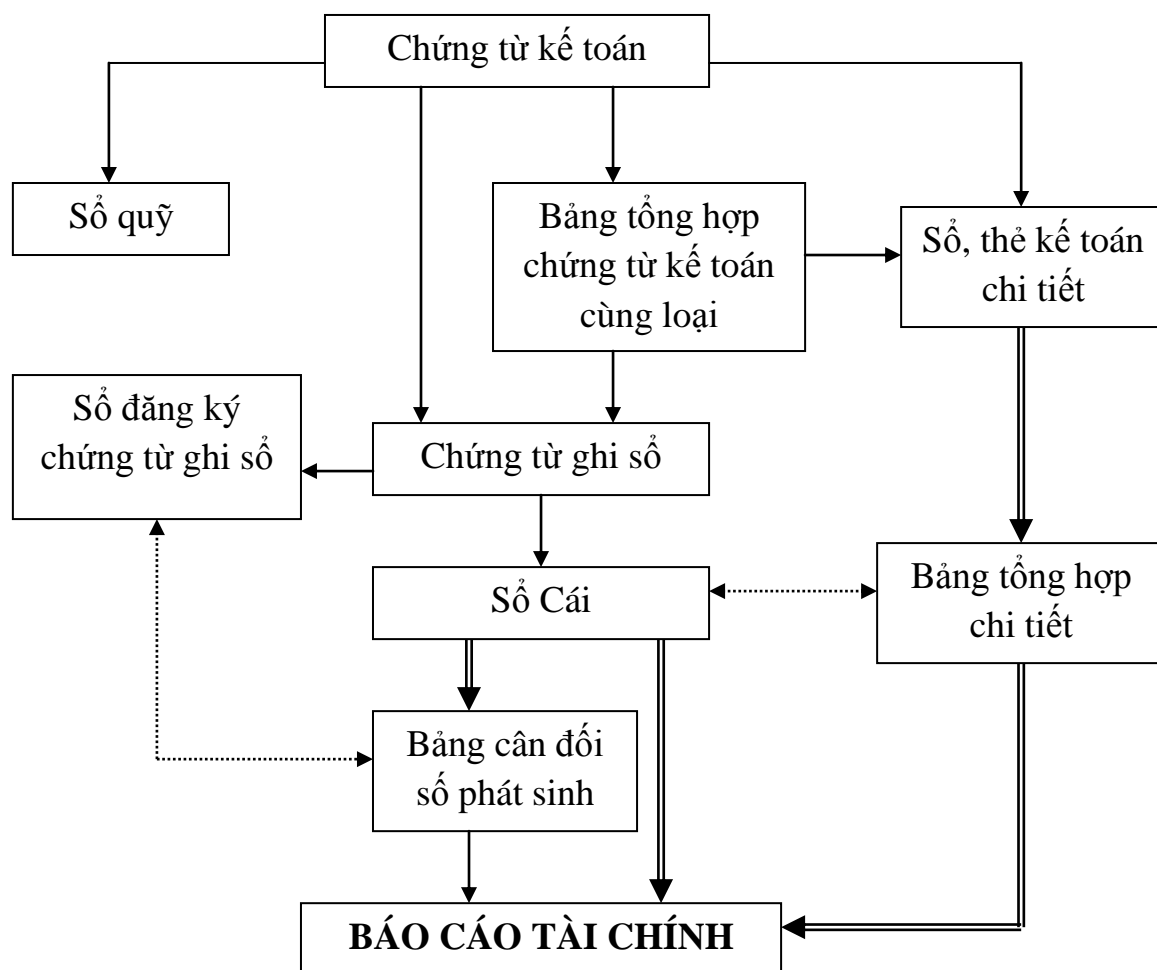 Chứng từ kế toán
Sổ quỹ
Bảng tổng hợp
chứng từ kế toán
cùng loại
Sổ, thẻ kế toán
chi tiết
Sổ đăng ký
chứng từ ghi sổ
Chứng từ ghi sổ
Sổ Cái
Bảng tổng hợp
chi tiết
Bảng cân đối
số phát sinh
BÁO CÁO TÀI CHÍNH